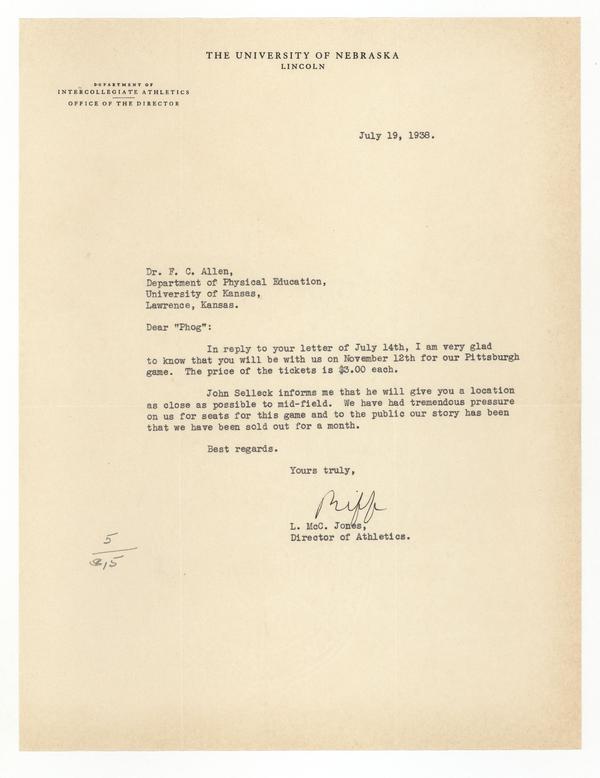 THE UNIVERSITY OF NEBRASKA
LINCOLN
DEPARTMENT OF
INTERCOLLEGIATE ATHLETICS
OFFICE OF THE DIRECTOR
July 19, 1938.
Dr. F. C. Allen,
Department of Physical Education,
University of Kansas,
Lawrence, Kansas.
Dear "Phog":
In reply to your letter of July 14th, I am very glad
to know that you will be with us on November 12th for our Pittsburgh
game. The price of the tickets is $3.00 each.
John Selleck informs me that he will give you a location
as close as possible to mid-field. We have had tremendous pressure
on us for seats for this game and to the public our story has been
that we have been sold out for a month.
Best regards.
Yours truly,
Biff
L. McC. Jones,
Director of Athletics.
5